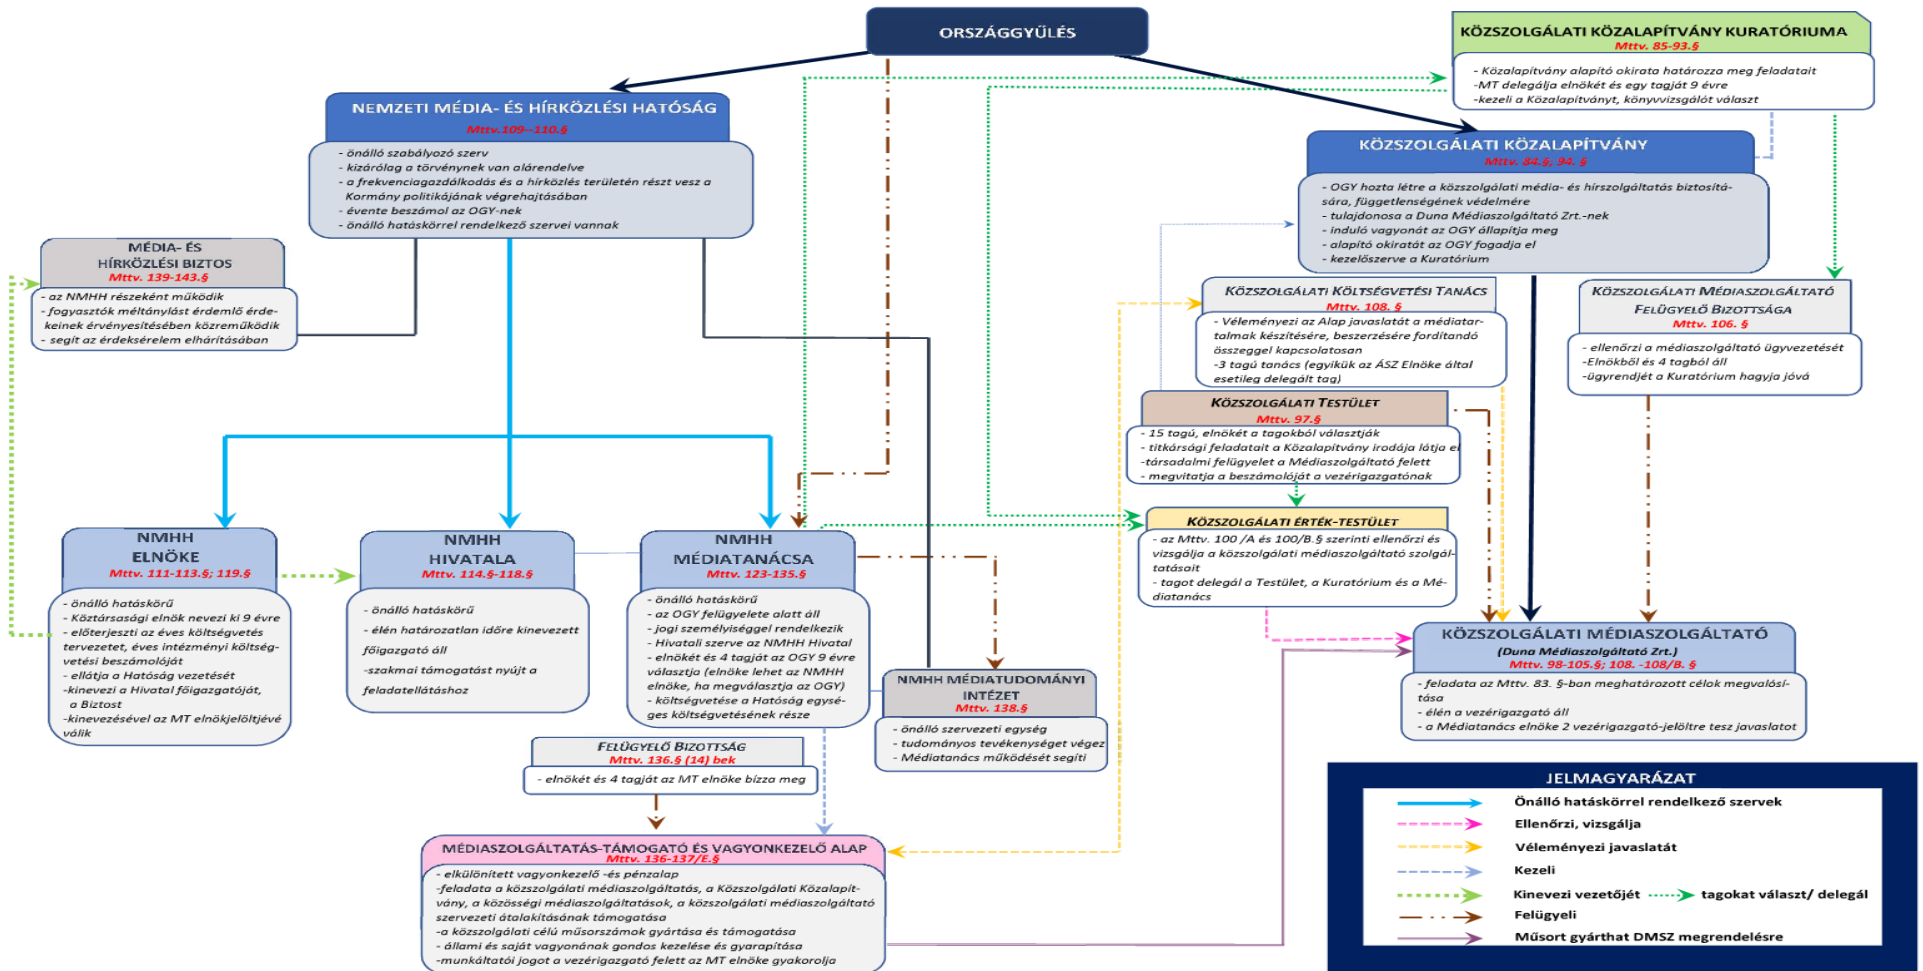 ORSZÁGGYŰLÉS
KÖZSZOLGÁLATI KÖZALAPÍTVÁNY KURATÓRIUMA
Mttv. 85-93.§
- Közalapítvány alapító okirata határozza meg feladatait
-MT delegálja elnökét és egy tagját 9 évre
-kezeli a Közalapítványt, könyvvizsgálót választ
NEMZETI MÉDIA- ÉS HÍRKÖZLÉSI HATÓSÁG
Mttv.109--110.§
- önálló szabályozó szerv
- kizárólag a törvénynek van alárendelve
- a frekvenciagazdálkodás és a hírközlés területén részt vesz a
Kormány politikájának végrehajtásában
- évente beszámol az OGY-nek
- önálló hatáskörrel rendelkező szervei vannak
KÖZSZOLGÁLATI KÖZALAPÍTVÁNY
Mttv. 84.§, 94. §
- OGY hozta létre a közszolgálati média- és hírszolgáltatás biztosítá-
sára, függetlenségének védelmére
- tulajdonosa a Duna Médiaszolgáltató Zrt.-nek
- induló vagyonát az OGY állapítja meg
- alapító okiratát az OGY fogadja el
- kezelőszerve a Kuratórium
MÉDIA- ÉS
HÍRKÖZLÉSI BIZTOS
Mttv. 139-143.§
- az NMHH részeként működik
- fogyasztók méltánylást érdemlő érde-
keinek érvényesítésében közreműködik
- segít az érdeksérelem elhárításában
KÖZSZOLGÁLATI KÖLTSÉGVETÉSI TANÁCS
Mttv. 108. §
- Véleményezi az Alap javaslatát a médiatar-
talmak készítésére, beszerzésére fordítandó
összeggel kapcsolatosan
-3 tagú tanács (egyikük az ÁSZ Elnöke által
esetileg delegált tag)
KÖZSZOLGÁLATI MÉDIASZOLGÁLTATÓ
FELÜGYELŐ BIZOTTSÁGA
Mttv. 106. §
- ellenőrzi a médiaszolgáltató ügyvezetését
-Elnökből és 4 tagból áll
-ügyrendjét a Kuratórium hagyja jóvá
KÖZSZOLGÁLATI TESTÜLET
Mttv. 97.§
- 15 tagú, elnökét a tagokból választják
- titkársági feladatait a Közalapítvány irodája látja el
-társadalmi felügyelet a Médiaszolgáltató felett
- megvitatja a beszámolóját a vezérigazgatónak
KÖZSZOLGÁLATI ÉRTÉK-TESTÜLET
- az Mttv. 100 /A és 100/B.§ szerinti ellenőrzi és
vizsgálja a közszolgálati médiaszolgáltató szolgál-
tatásait
- tagot delegál a Testület, a Kuratórium és a Mé-
diatanács
NMHH
ELNÖKE
Mttv. 111-113.§; 119.§
- önálló hatáskörű
- Köztársasági elnök nevezi ki 9 évre
- előterjeszti az éves költségvetés
tervezetet, éves intézményi költség-
vetési beszámolóját
- ellátja a Hatóság vezetését
-kinevezi a Hivatal főigazgatóját,
a Biztost
-kinevezésével az MT elnökjelöltjévé
válik
NMHH
HIVATALA
Mttv. 114.§-118.§
- önálló hatáskörű
- élén határozatlan időre kinevezett
főigazgató áll
-szakmai támogatást nyújt a
feladatellátáshoz
NMHH
MÉDIATANÁCSA
Mttv. 123-135.§
- önálló hatáskörű
- az OGY felügyelete alatt áll
- jogi személyiséggel rendelkezik
- Hivatali szerve az NMHH Hivatal
- elnökét és 4 tagját az OGY 9 évre
választja (elnöke lehet az NMHH
elnöke, ha megválasztja az OGY)
- költségvetése a Hatóság egysé-
ges költségvetésének része
NMHH MÉDIATUDOMÁNYI
INTÉZET
Mttv. 138.§
- önálló szervezeti egység
- tudományos tevékenységet végez
- Médiatanács működését segíti
KÖZSZOLGÁLATI MÉDIASZOLGÁLTATÓ
(Duna Médiaszolgáltató Zrt.)
Mttv. 98-105.§; 108. -108/B. §
- feladata az Mttv. 83. §-ban meghatározott célok megvalósí-
tása
- élén a vezérigazgató áll
- a Médiatanács elnöke 2 vezérigazgató-jelöltre tesz javaslatot
FELÜGYELŐ BIZOTTSÁG
Mttv. 136.§ (14) bek
- elnökét és 4 tagját az MT elnöke bízza meg
MÉDIASZOLGÁLTATÁS-TÁMOGATÓ ÉS VAGYONKEZELŐ ALAP
Mttv. 136-137/E.§
- elkülönített vagyonkezelő -és pénzalap
-feladata a közszolgálati médiaszolgáltatás, a Közszolgálati Közalapít-
vány, a közösségi médiaszolgáltatások, a közszolgálati médiaszolgáltató
szervezeti átalakításának támogatása
-a közszolgálati célú műsorszámok gyártása és támogatása
- állami és saját vagyonának gondos kezelése és gyarapítása
- munkáltatói jogot a vezérigazgató felett az MT elnöke gyakorolja
JELMAGYARÁZAT
Önálló hatáskörrel rendelkező szervek
Ellenőrzi, vizsgálja
Véleményezi javaslatát
Kezeli
Kinevezi vezetőjét tagokat választ/ delegál
Felügyeli
Műsort gyárthat DMSZ megrendelésre